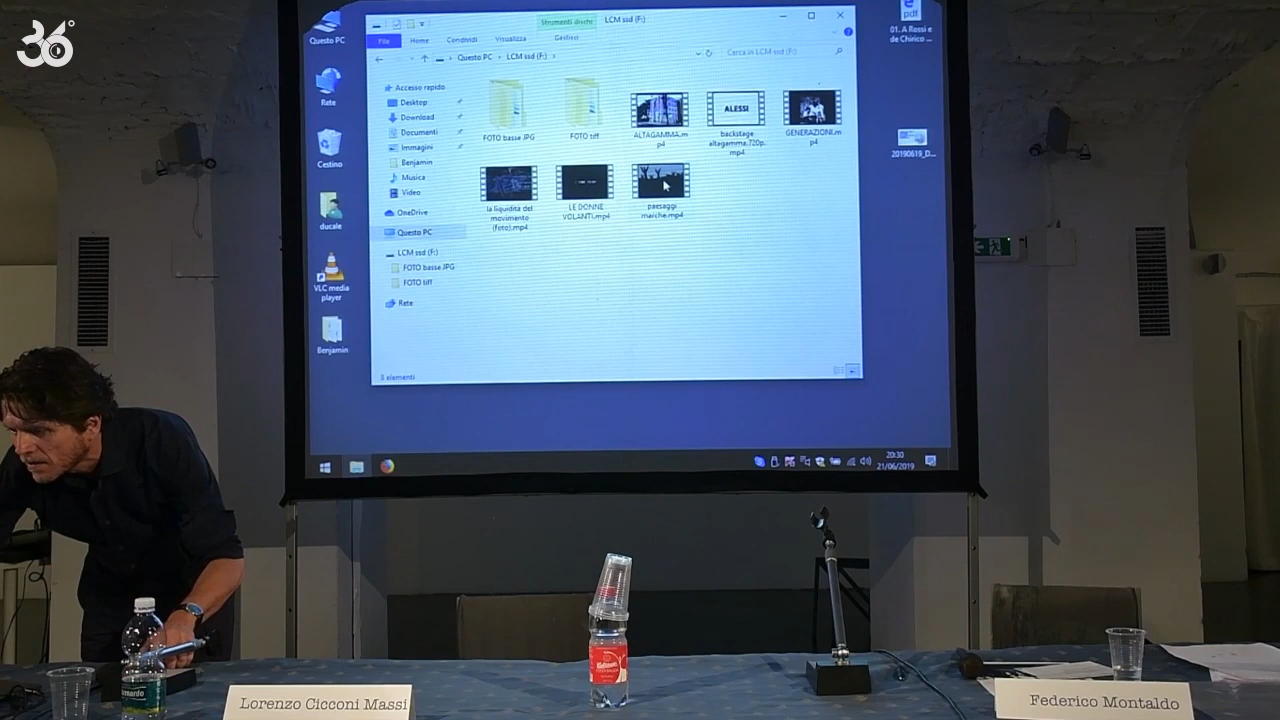 36°
Strumenti dischi
LCM ssd (F:)
File
Home
Condividi
Visualizza
Gestisci
Questo PC
LCM ssd (F:)
Cerca in LCM ssd (F:)
Accesso rapido
Desktop
Download
Documenti
Immagini
Benjamin
Musica
Video
OneDrive
Questo PC
LCM ssd (F:)
FOTO basse JPG
FOTO tiff
Rete
8 elementi
FOTO basse JPG
FOTO tiff
ALTAGAMMA.m
p4
ALESSI
backstage
altagamma.720p.
mp4
GENERAZIONI.m
p4
la liquidità del
movimento
(foto).mp4
LE DONNE
VOLANTI.mp4
paesaggi
marche.mp4
Questo PC
Rete
Cestino
ducale
VLC media
player
Benjamin
pdf
01. A Rossi e
de Chirico ...
20190619_D...
20:30
21/06/2019
Lorenzo Cicconi Massi
Federico Montaldo